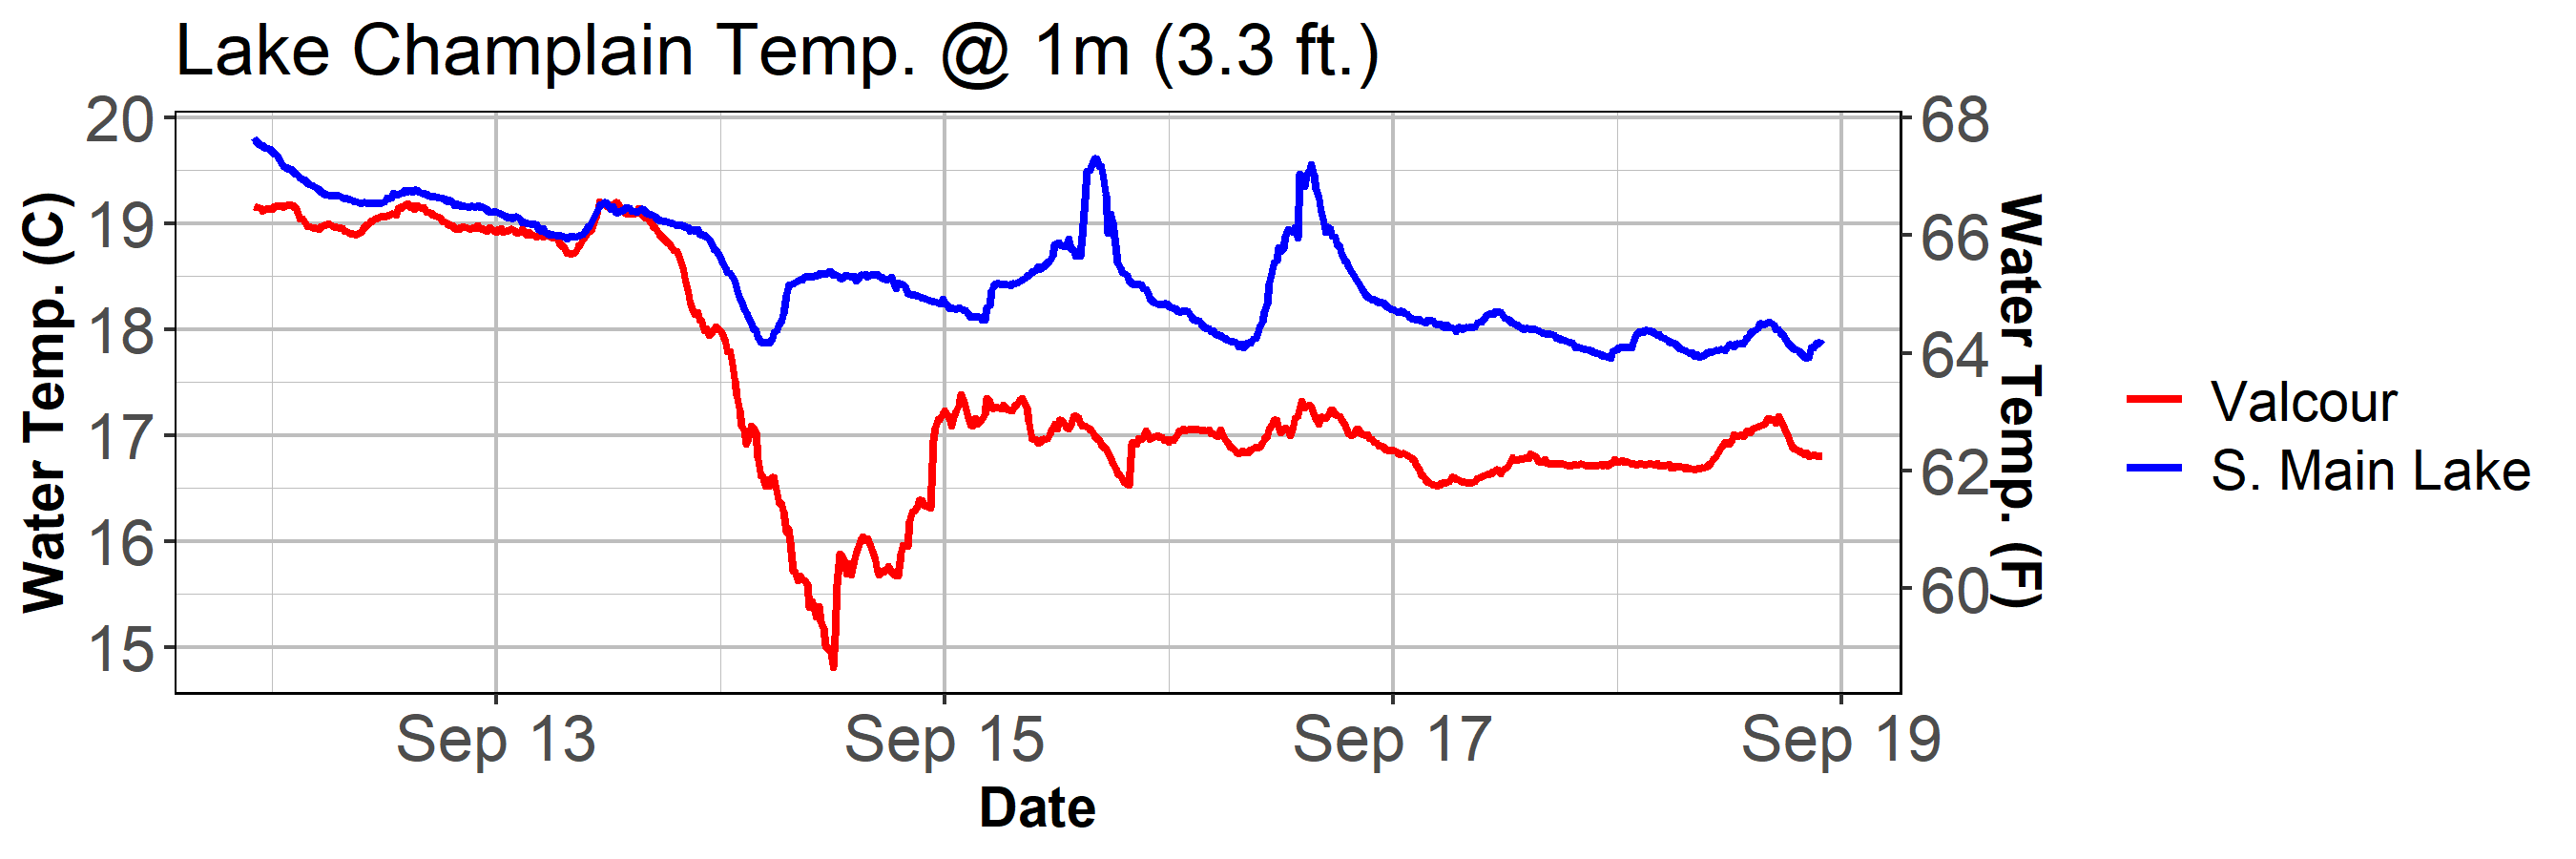 Lake Champlain Temp. @ 1m (3.3 ft.)
Water Temp. (C)
20
19
18
17
16
15
68
66
64
62
60
Water Temp. (F)
Sep 13
Sep 15
Sep 17
Sep 19
Date
Valcour
S. Main Lake